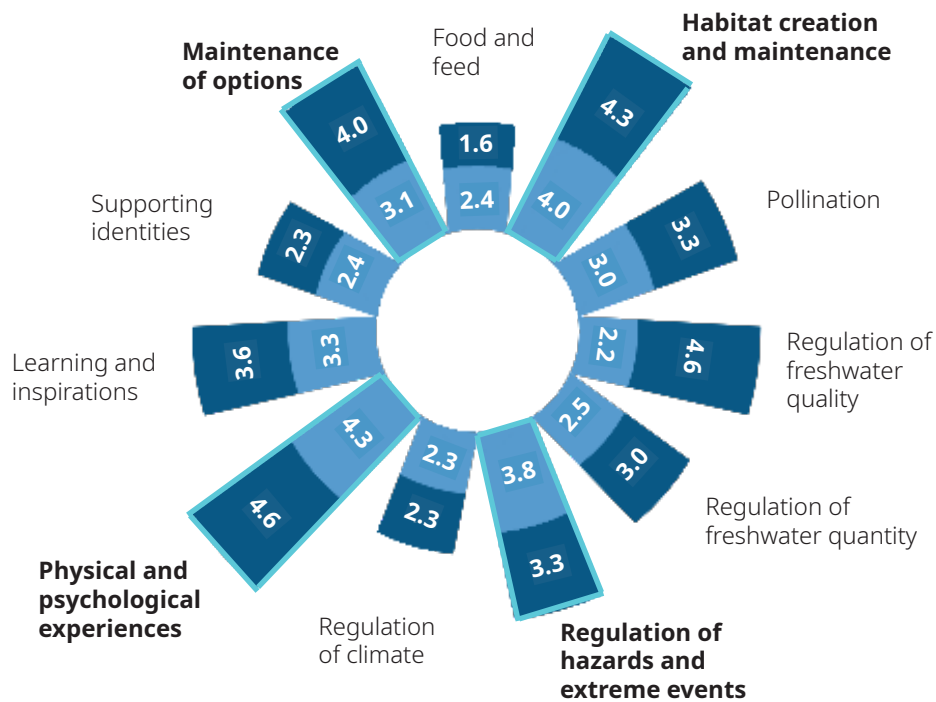 Maintenance
of options
4.0
3.1
Food and
feed
1.6
2.4
Habitat creation
and maintenance
4.3
4.0
Pollination
3.3
3.0
Regulation of
freshwater
quality
2.2
4.6
Regulation of
freshwater quantity
2.5
3.0
Regulation of
hazards and
extreme events
3.8
3.3
Regulation
of climate
2.3
2.3
Physical and
psychological
experiences
4.3
4.6
Learning and
inspirations
3.6
3.3
Supporting
identities
2.3
2.4